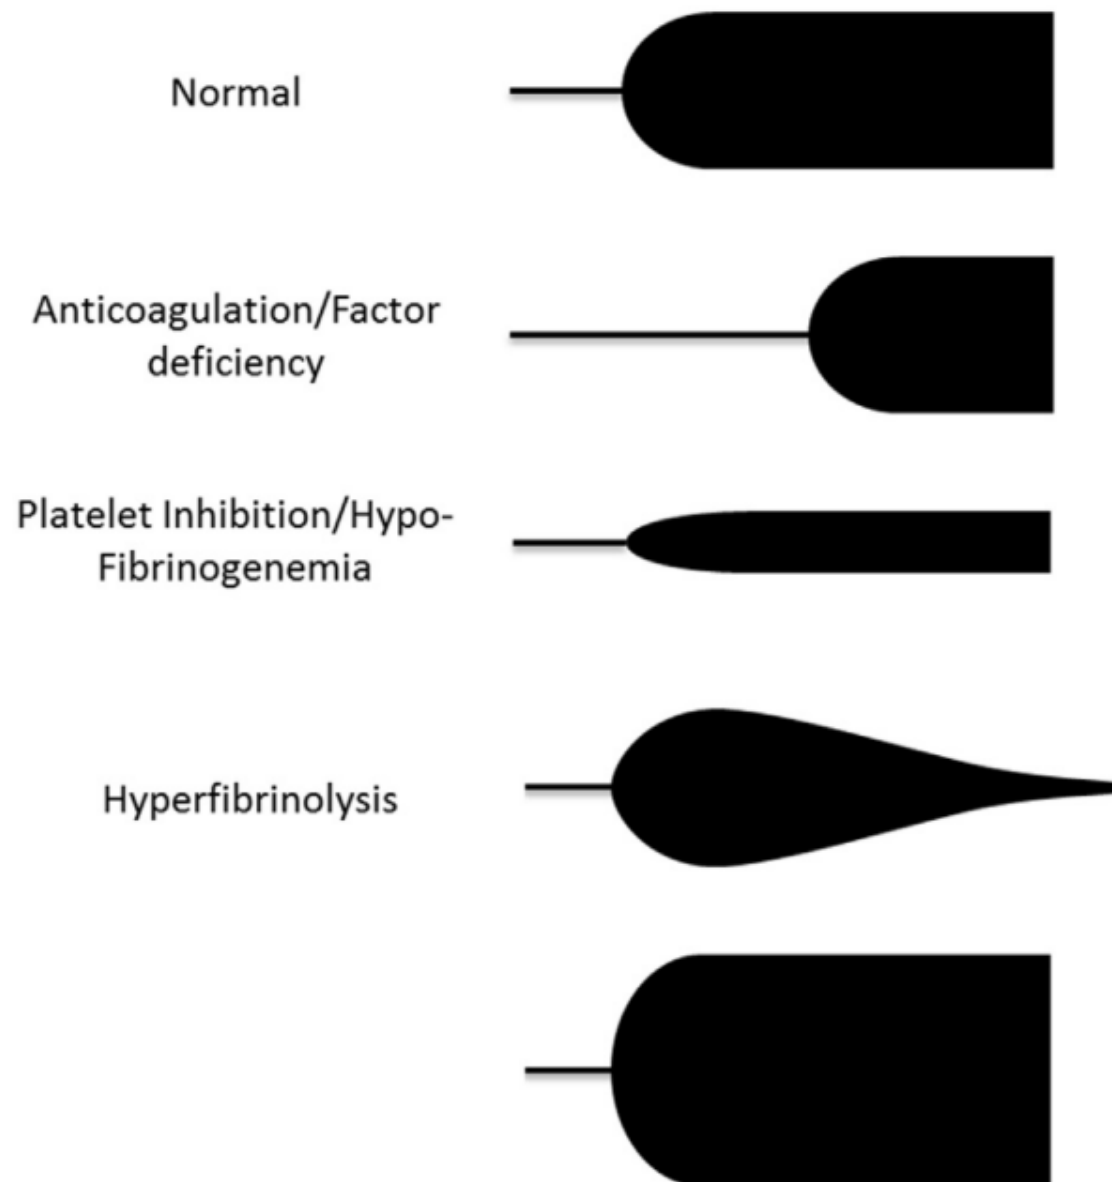 Normal
Anticoagulation/Factor
deficiency
Platelet Inhibition/Hypo-
Fibrinogenemia
Hyperfibrinolysis